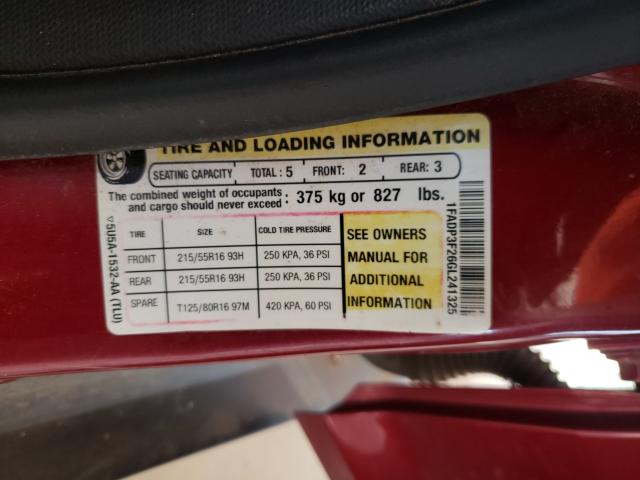 TIRE AND LOADING INFORMATION
SEATING CAPACITY TOTAL : 5 FRONT: 2 REAR: 3
The combined weight of occupants and cargo should never exceed : 375 kg or 827 lbs.
TIRE SIZE COLD TIRE PRESSURE
FRONT 215/55R16 93H 250 KPA, 36 PSI
REAR 215/55R16 93H 250 KPA, 36 PSI
SPARE T125/80R16 97M 420 KPA, 60 PSI
SEE OWNERS
MANUAL FOR
ADDITIONAL
INFORMATION
5U5A-1532-AA (TLU)
1FADP3F26GL241325